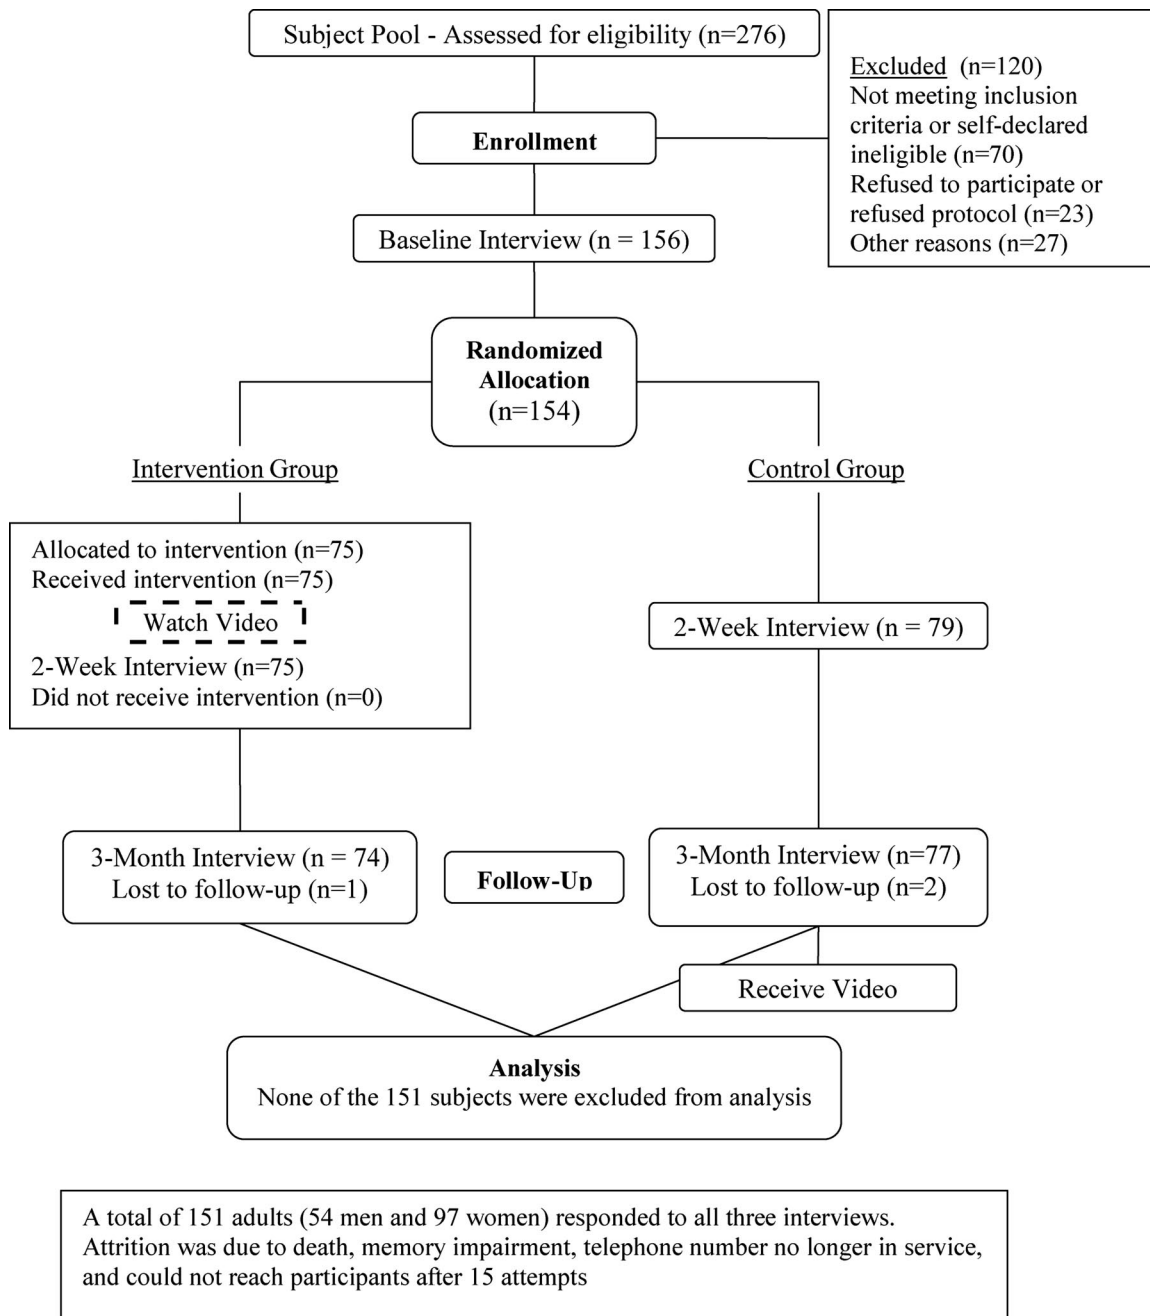 Subject Pool - Assessed for eligibility (n=276)
Excluded (n=120)
Not meeting inclusion
criteria or self-declared
ineligible (n=70)
Refused to participate or
refused protocol (n=23)
Other reasons (n=27)
Enrollment
Baseline Interview (n = 156)
Randomized
Allocation
(n=154)
Intervention Group
Control Group
Allocated to intervention (n=75)
Received intervention (n=75)
Watch Video
2-Week Interview (n=75)
Did not receive intervention (n=0)
2-Week Interview (n = 79)
3-Month Interview (n = 74)
Lost to follow-up (n=1)
Follow-Up
3-Month Interview (n=77)
Lost to follow-up (n=2)
Receive Video
Analysis
None of the 151 subjects were excluded from analysis
A total of 151 adults (54 men and 97 women) responded to all three interviews.
Attrition was due to death, memory impairment, telephone number no longer in service,
and could not reach participants after 15 attempts